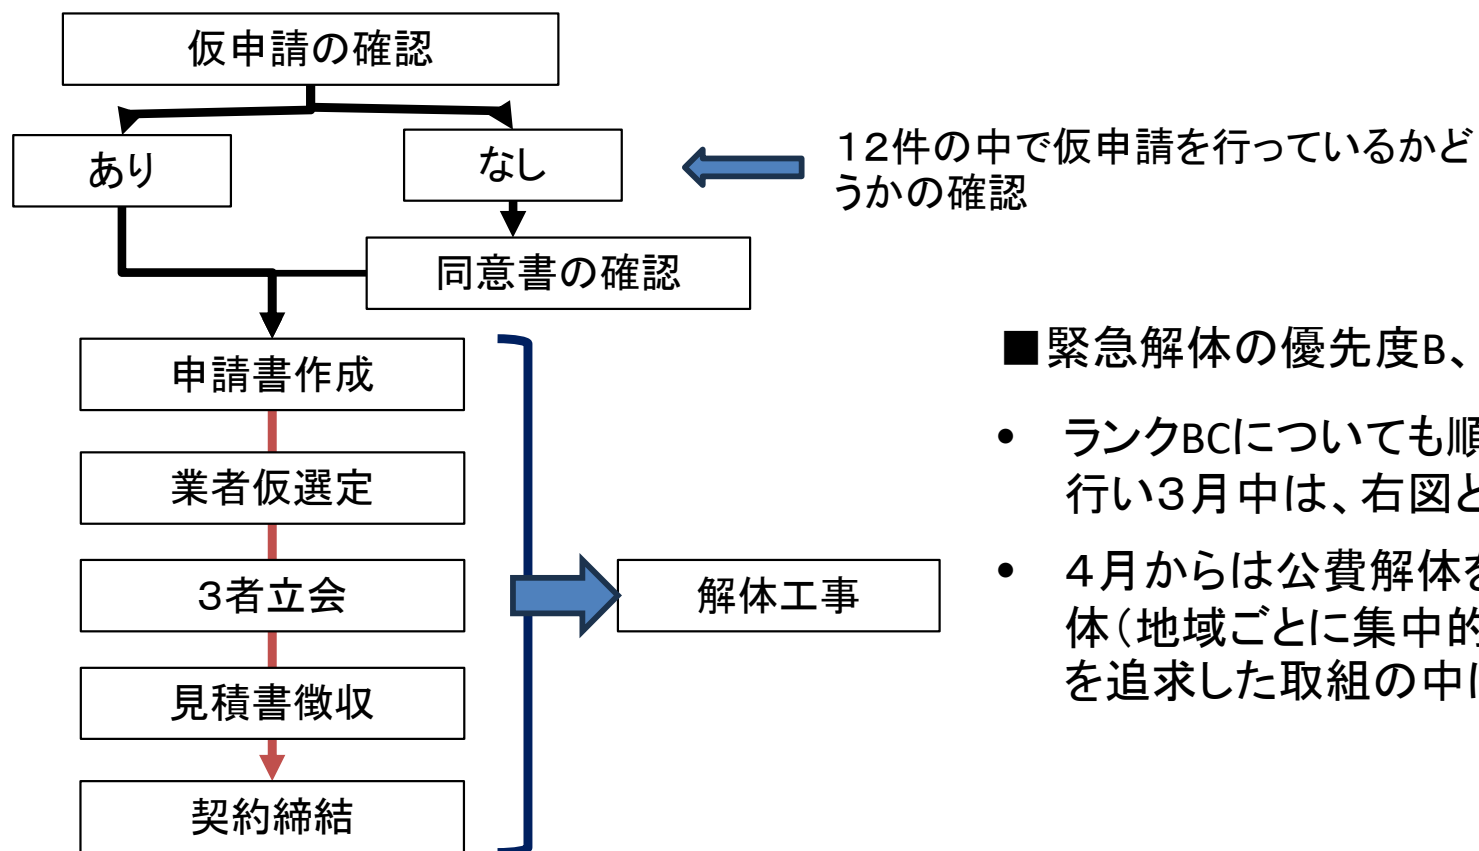 仮申請の確認
あり
なし
12件の中で仮申請を行っているかど
うかの確認
同意書の確認
申請書作成
業者仮選定
3者立会
見積書徴収
契約締結
解体工事
■緊急解体の優先度B、
• ランクBCについても順
行い3月中は、右図と
• 4月からは公費解体を
体(地域ごとに集中的
を追求した取組の中に